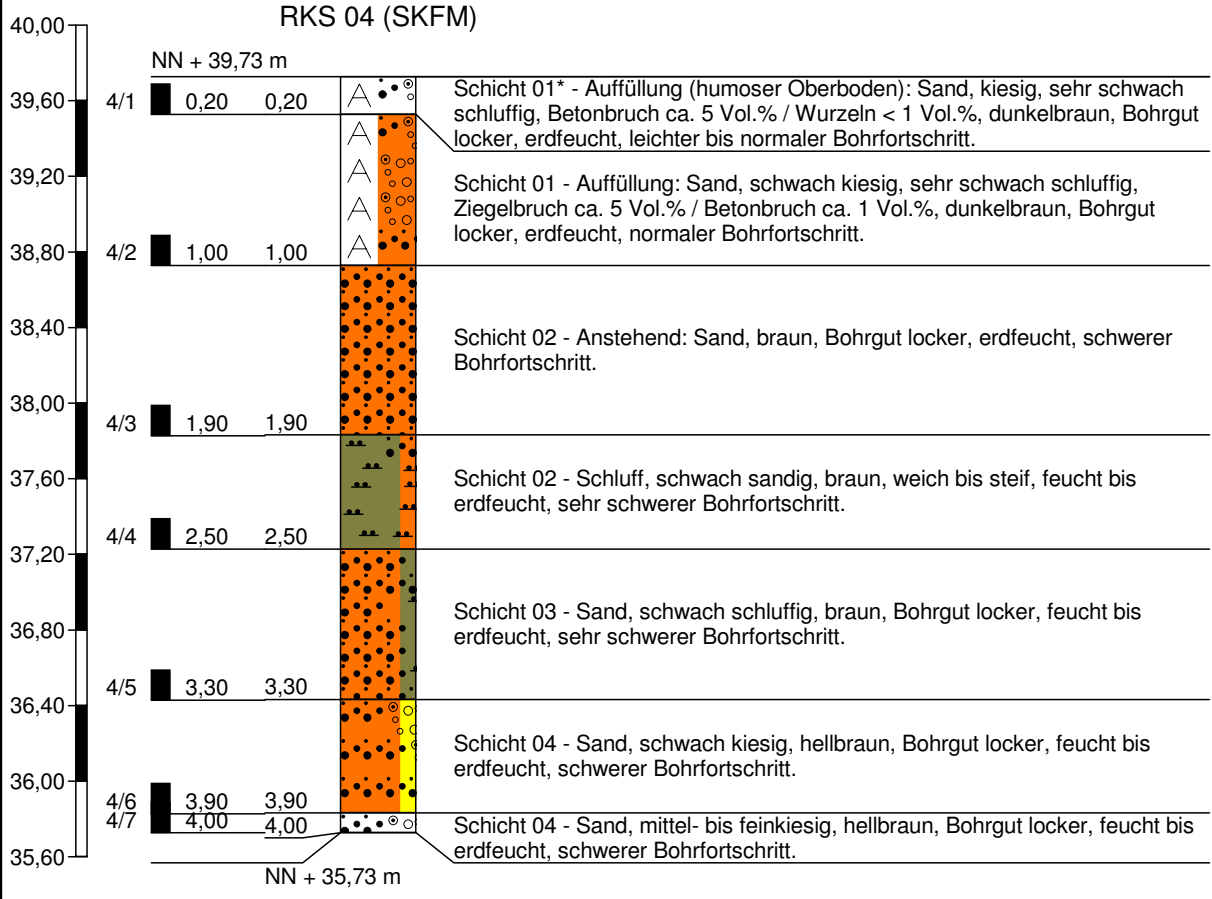 RKS 04 (SKFM)
40,00
NN + 39,73 m
39,60
4/1 0,20 0,20
A
Schicht 01* - Auffüllung (humoser Oberboden): Sand, kiesig, sehr schwach
schluffig, Betonbruch ca. 5 Vol.% / Wurzeln < 1 Vol.%, dunkelbraun, Bohrgut
locker, erdfeucht, leichter bis normaler Bohrfortschritt.
A
A
A
A
39,20
Schicht 01 - Auffüllung: Sand, schwach kiesig, sehr schwach schluffig,
Ziegelbruch ca. 5 Vol.% / Betonbruch ca. 1 Vol.%, dunkelbraun, Bohrgut
locker, erdfeucht, normaler Bohrfortschritt.
38,80
4/2 1,00 1,00
38,40
Schicht 02 - Anstehend: Sand, braun, Bohrgut locker, erdfeucht, schwerer
Bohrfortschritt.
38,00
4/3 1,90 1,90
37,60
Schicht 02 - Schluff, schwach sandig, braun, weich bis steif, feucht bis
erdfeucht, sehr schwerer Bohrfortschritt.
4/4 2,50 2,50
37,20
Schicht 03 - Sand, schwach schluffig, braun, Bohrgut locker, feucht bis
erdfeucht, sehr schwerer Bohrfortschritt.
36,80
4/5 3,30 3,30
36,40
Schicht 04 - Sand, schwach kiesig, hellbraun, Bohrgut locker, feucht bis
erdfeucht, schwerer Bohrfortschritt.
36,00
4/6 3,90 3,90
4/7 4,00 4,00
Schicht 04 - Sand, mittel- bis feinkiesig, hellbraun, Bohrgut locker, feucht bis
erdfeucht, schwerer Bohrfortschritt.
35,60
NN + 35,73 m